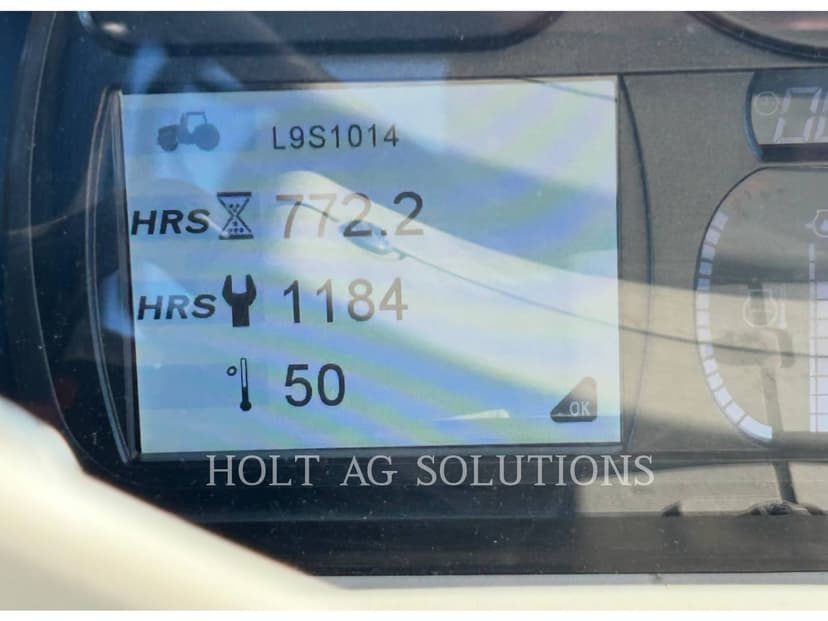 L9S1014
HRS 772.2
HRS 1184
50
OK
HOLT AG SOLUTIONS